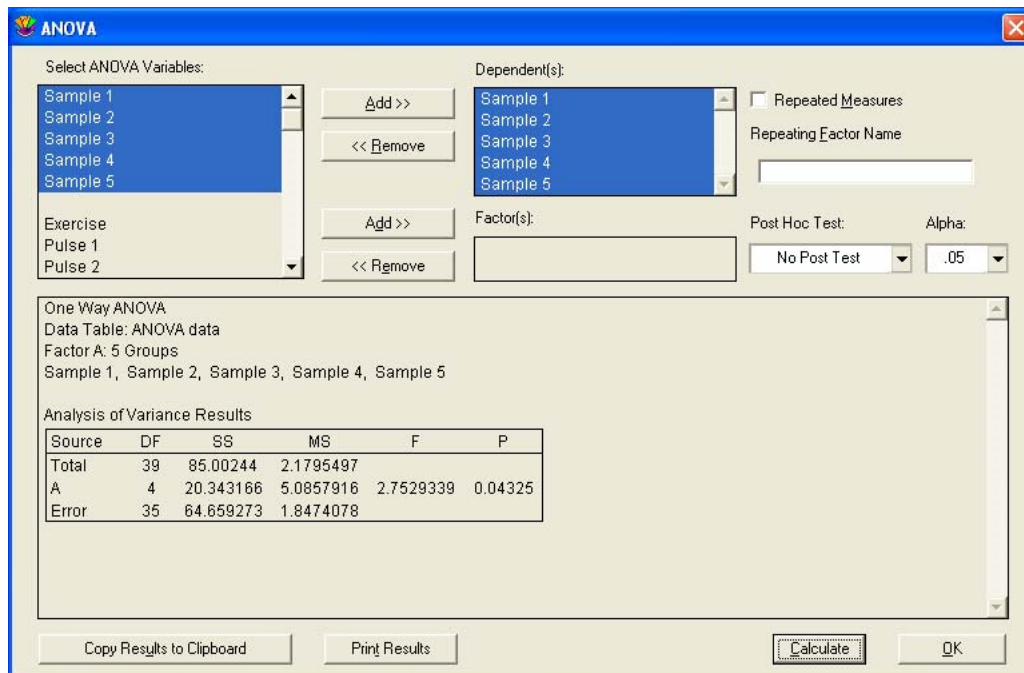 ANOVA
Select ANOVA Variables:
Sample 1
Sample 2
Sample 3
Sample 4
Sample 5
Exercise
Pulse 1
Pulse 2
Add >>
<< Remove
Add >>
<< Remove
Dependent(s):
Sample 1
Sample 2
Sample 3
Sample 4
Sample 5
Factor(s):
Repeated Measures
Repeating Factor Name
Post Hoc Test:
No Post Test
Alpha:
.05
One Way ANOVA
Data Table: ANOVA data
Factor A: 5 Groups
Sample 1, Sample 2, Sample 3, Sample 4, Sample 5
Analysis of Variance Results
Source DF SS MS F P
Total 39 85.00244 2.1795497
A 4 20.343166 5.0857916 2.7529339 0.04325
Error 35 64.659273 1.8474078
Copy Results to Clipboard
Print Results
Calculate
OK